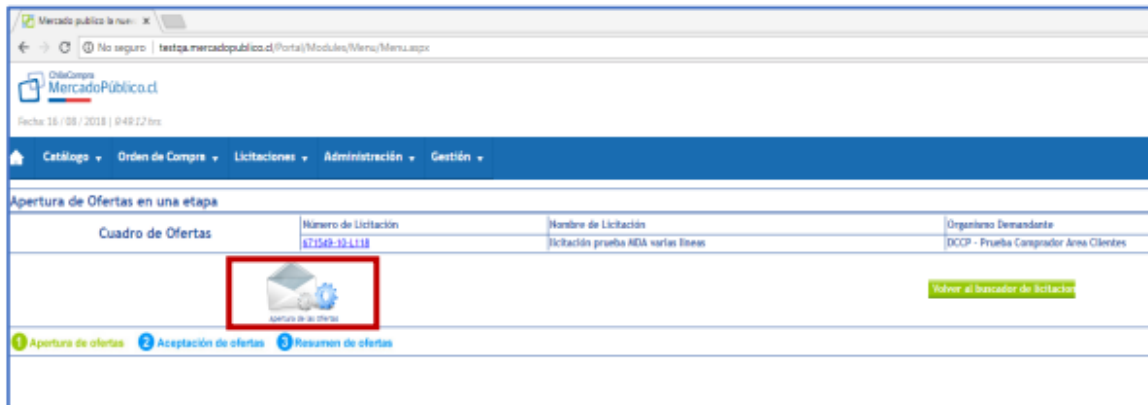 Mercado publico la nue
No seguro | testqa.mercadopublico.cl/Portal/Modules/Menu/Menu.aspx
ChileCompra
MercadoPúblico.cl
Fecha: 16 / 08 / 2018 | 9:49:12 hrs
Catálogo Orden de Compra Licitaciones Administración Gestión
Apertura de Ofertas en una etapa
Cuadro de Ofertas
Número de Licitación Nombre de Licitación Organismo Demandante
671549-10-L118 licitación prueba MDA varias lineas DCCP - Prueba Comprador Area Clientes
Apertura de las Ofertas
Volver al buscador de licitacion
1 Apertura de ofertas 2 Aceptación de ofertas 3 Resumen de ofertas